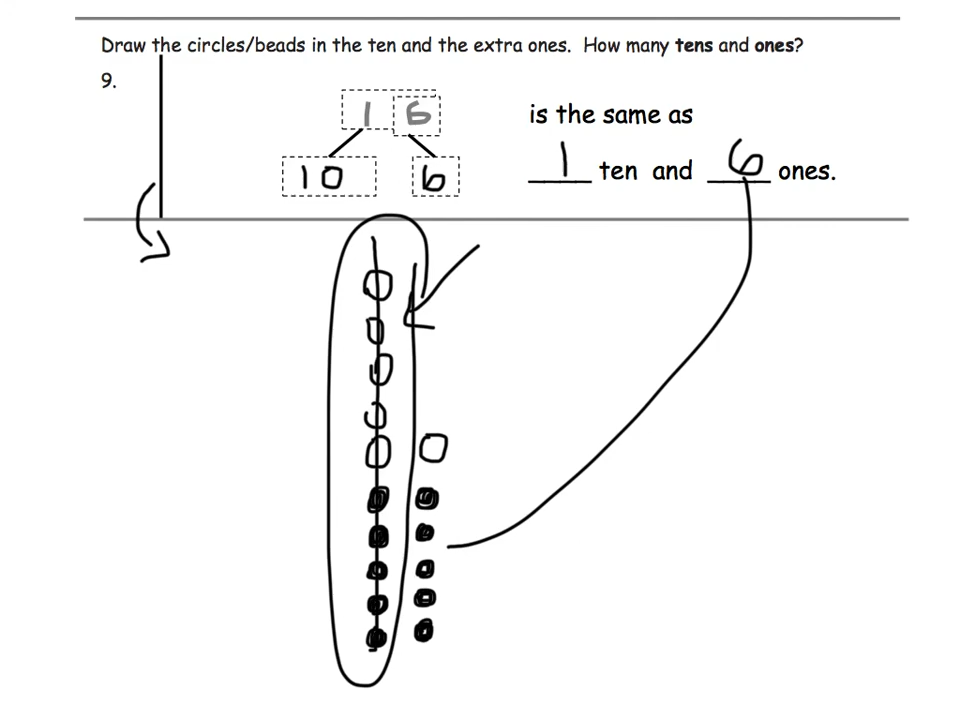 Draw the circles/beads in the ten and the extra ones. How many tens and ones?
9.
1 6
is the same as
10 6
1 ten and 6 ones.